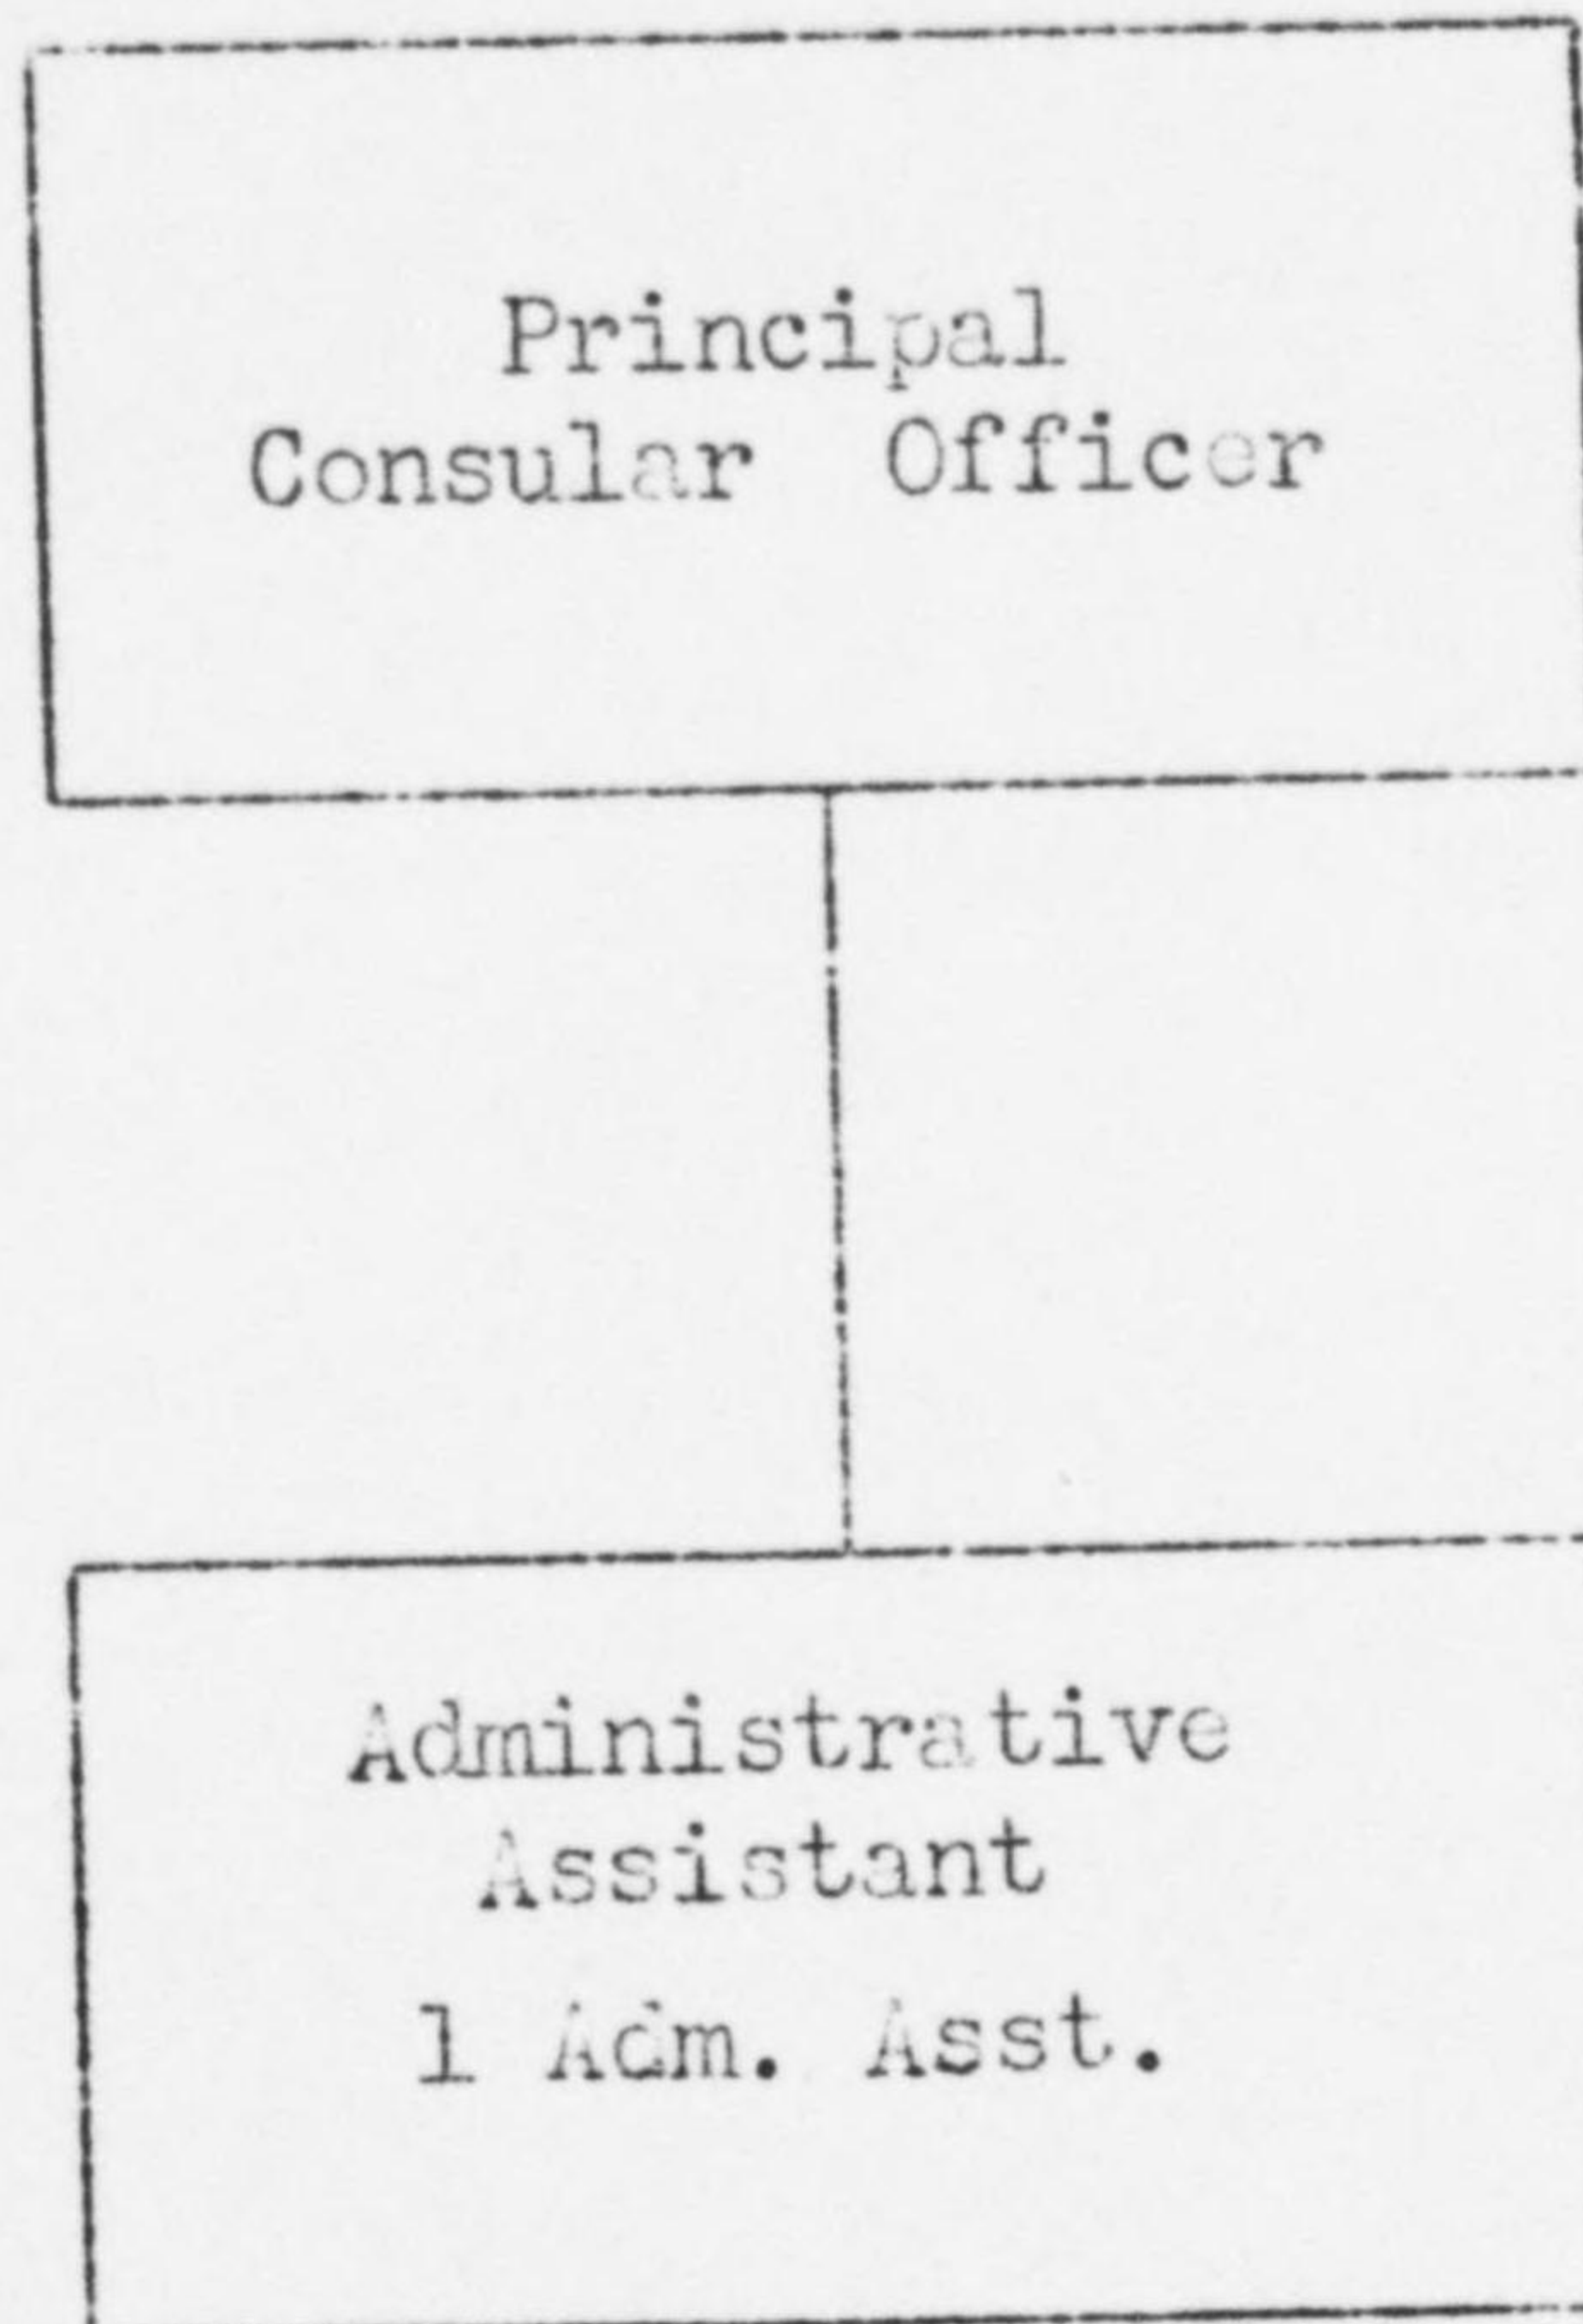 Principal
Consular Officer
Administrative
Assistant
1 Adm. Asst.